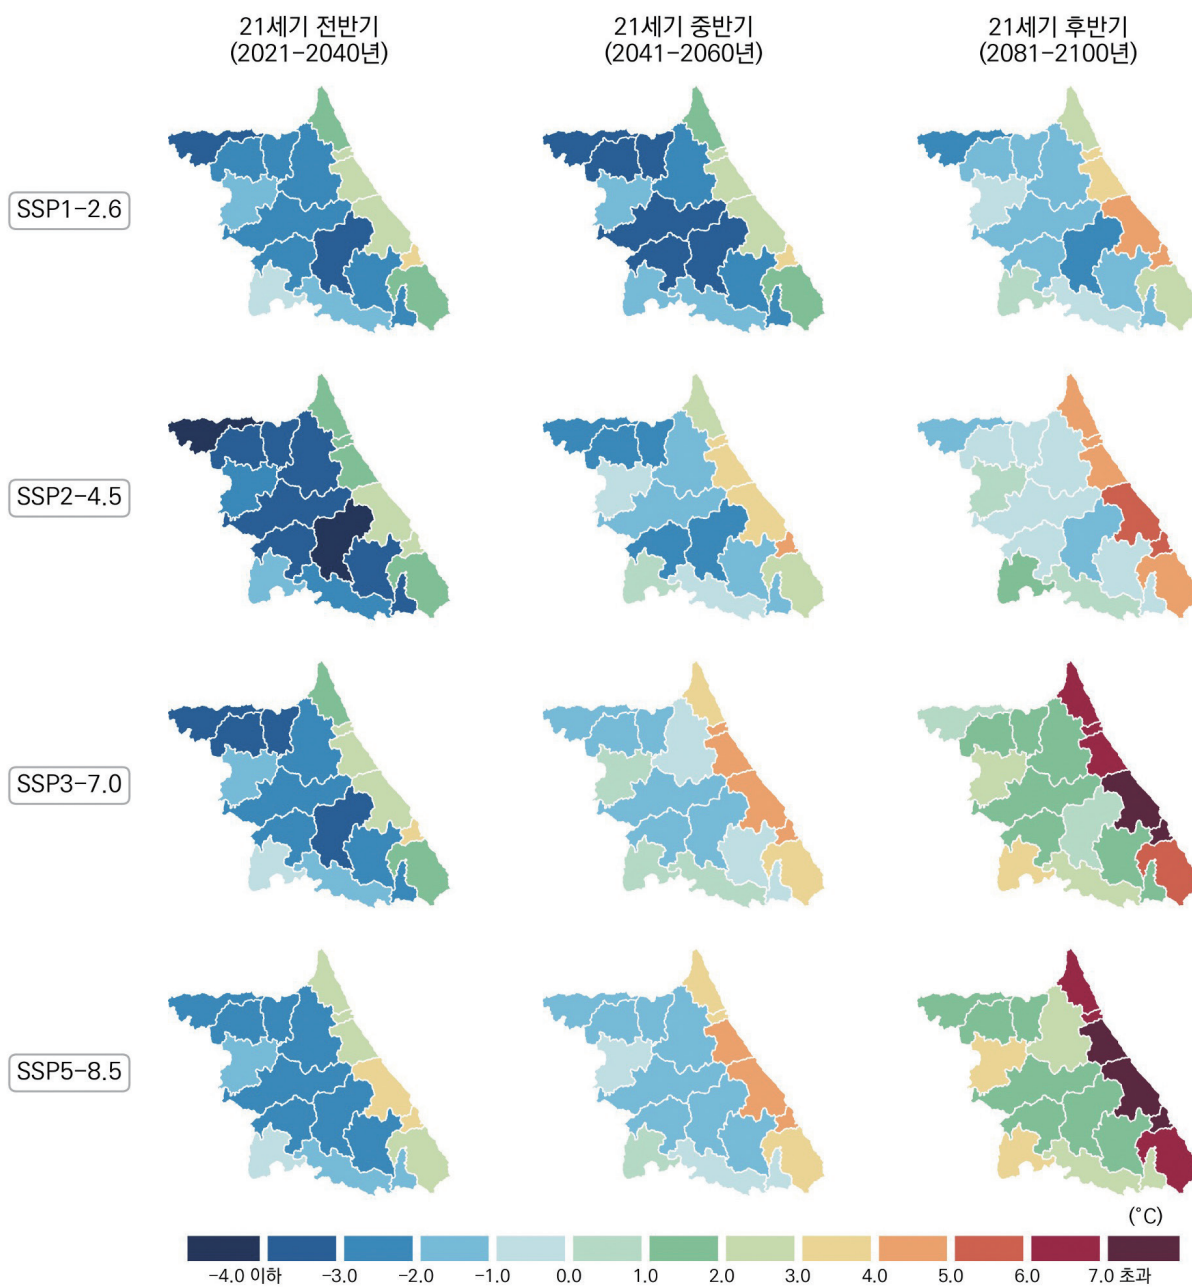 21세기 전반기
(2021-2040년)
21세기 중반기
(2041-2060년)
21세기 후반기
(2081-2100년)
SSP1-2.6
SSP2-4.5
SSP3-7.0
SSP5-8.5
(°C)
-4.0 이하 -3.0 -2.0 -1.0 0.0 1.0 2.0 3.0 4.0 5.0 6.0 7.0 초과